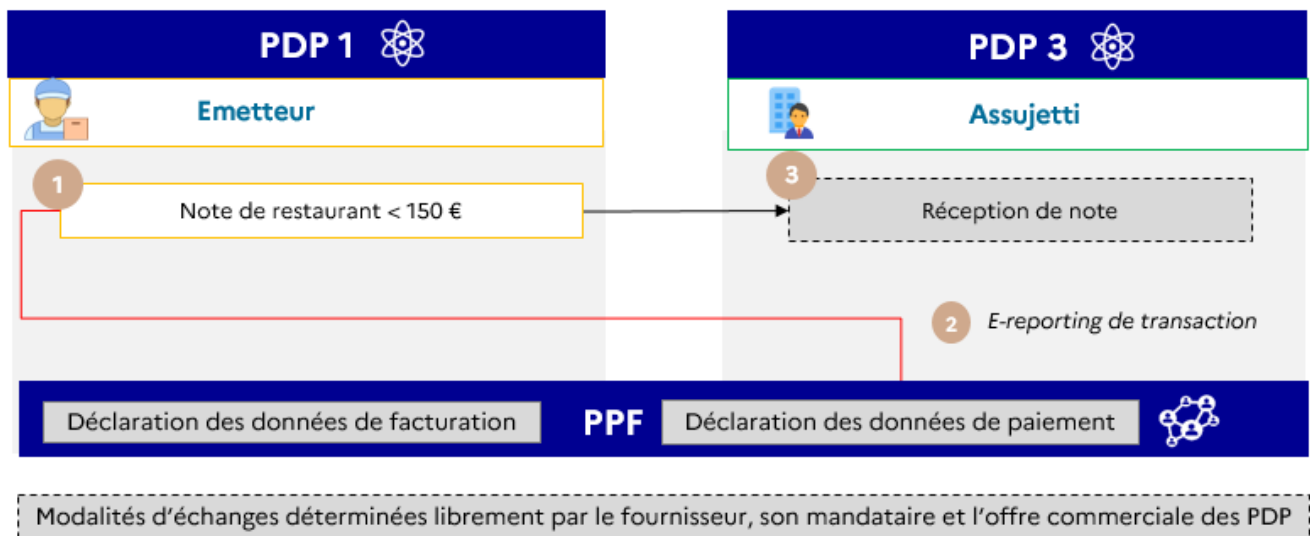 PDP 1
PDP 3
Emetteur
Assujetti
1
3
Note de restaurant < 150 €
Réception de note
2
E-reporting de transaction
Déclaration des données de facturation
PPF
Déclaration des données de paiement
Modalités d'échanges déterminées librement par le fournisseur, son mandataire et l'offre commerciale des PDP